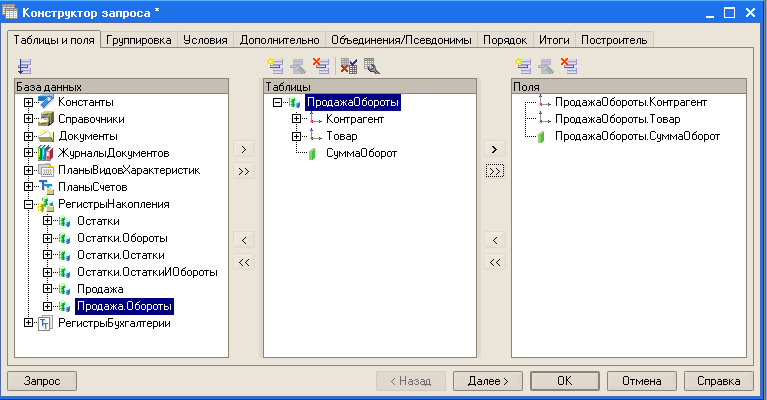 Конструктор запроса *
Таблицы и поля Группировка Условия Дополнительно Объединения/Псевдонимы Порядок Итоги Построитель
База данных
Константы
Справочники
Документы
ЖурналыДокументов
ПланыВидовХарактеристик
ПланыСчетов
РегистрыНакопления
Остатки
Остатки.Обороты
Остатки.Остатки
Остатки.ОстаткиИОбороты
Продажа
Продажа.Обороты
РегистрыБухгалтерии
>
>>
<
<<
Таблицы
ПродажаОбороты
Контрагент
Товар
СуммаОборот
>
>>
<
<<
Поля
ПродажаОбороты.Контрагент
ПродажаОбороты.Товар
ПродажаОбороты.СуммаОборот
Запрос < Назад Далее > OK Отмена Справка